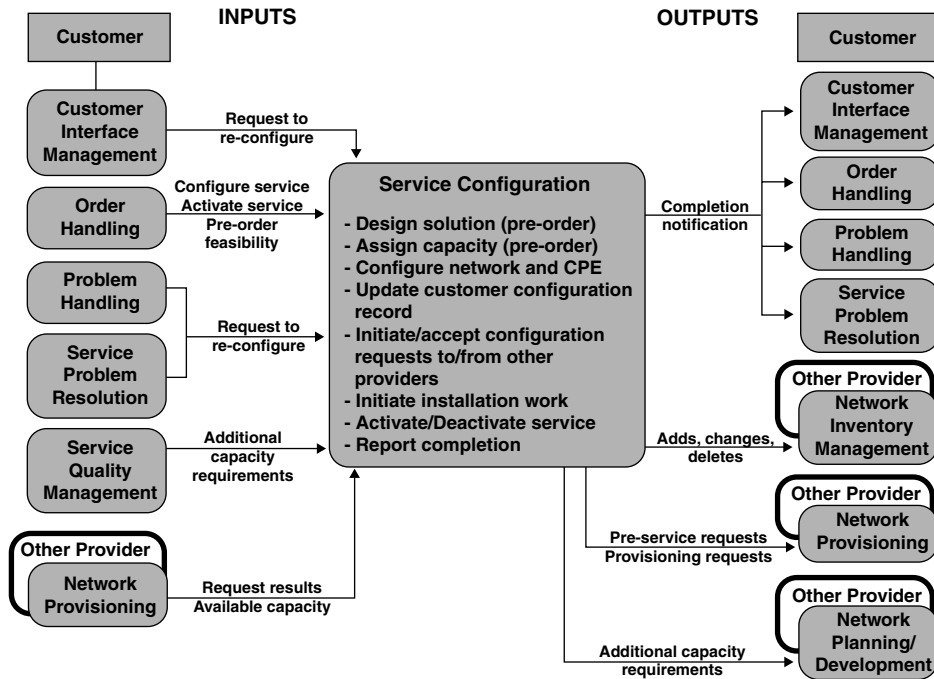 INPUTS
OUTPUTS
Customer
Customer
Interface
Management
Request to
re-configure
Order
Handling
Configure service
Activate service
Pre-order
feasibility
Problem
Handling
Service
Problem
Resolution
Request to
re-configure
Service
Quality
Management
Additional
capacity
requirements
Other Provider
Network
Provisioning
Request results
Available capacity
Service Configuration
- Design solution (pre-order)
- Assign capacity (pre-order)
- Configure network and CPE
- Update customer configuration
record
- Initiate/accept configuration
requests to/from other
providers
- Initiate installation work
- Activate/Deactivate service
- Report completion
Customer
Completion
notification
Customer
Interface
Management
Order
Handling
Problem
Handling
Service
Problem
Resolution
Adds, changes,
deletes
Other Provider
Network
Inventory
Management
Pre-service requests
Provisioning requests
Other Provider
Network
Provisioning
Additional capacity
requirements
Other Provider
Network
Planning/
Development